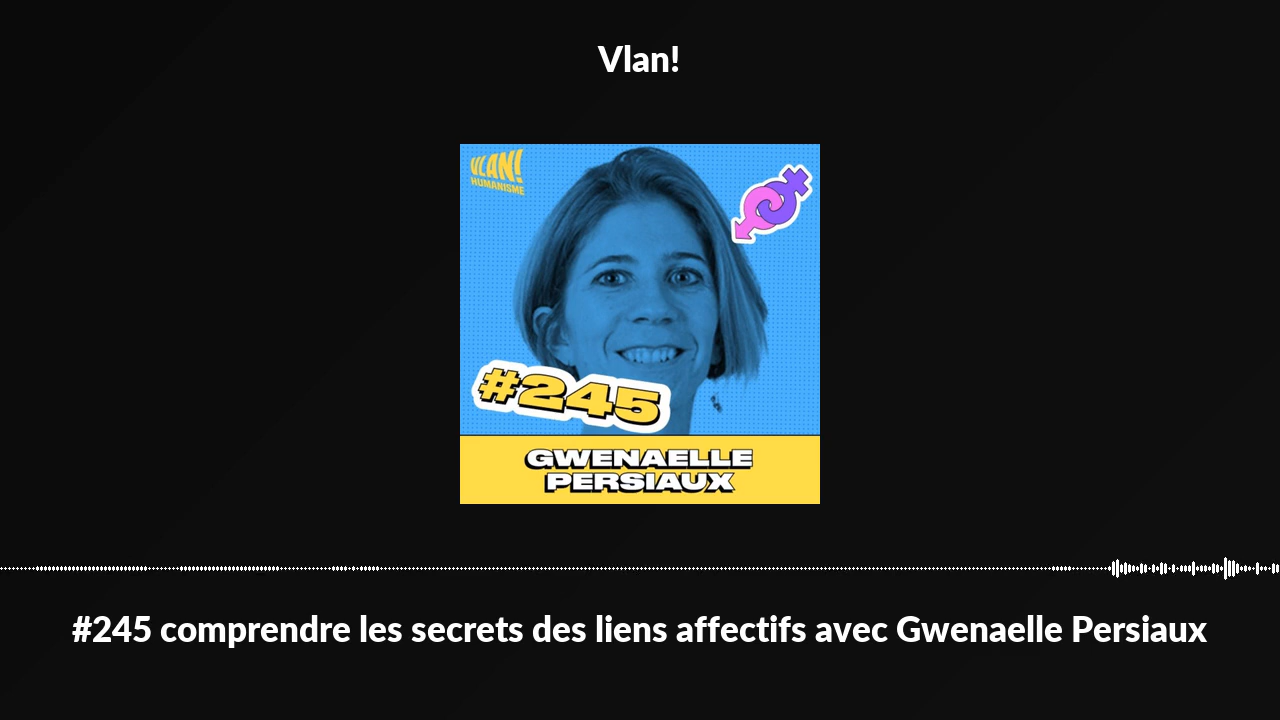 Vlan!
VLAN!
HUMANISME
#245
GWENAELLE
PERSIAUX
#245 comprendre les secrets des liens affectifs avec Gwenaelle Persiaux